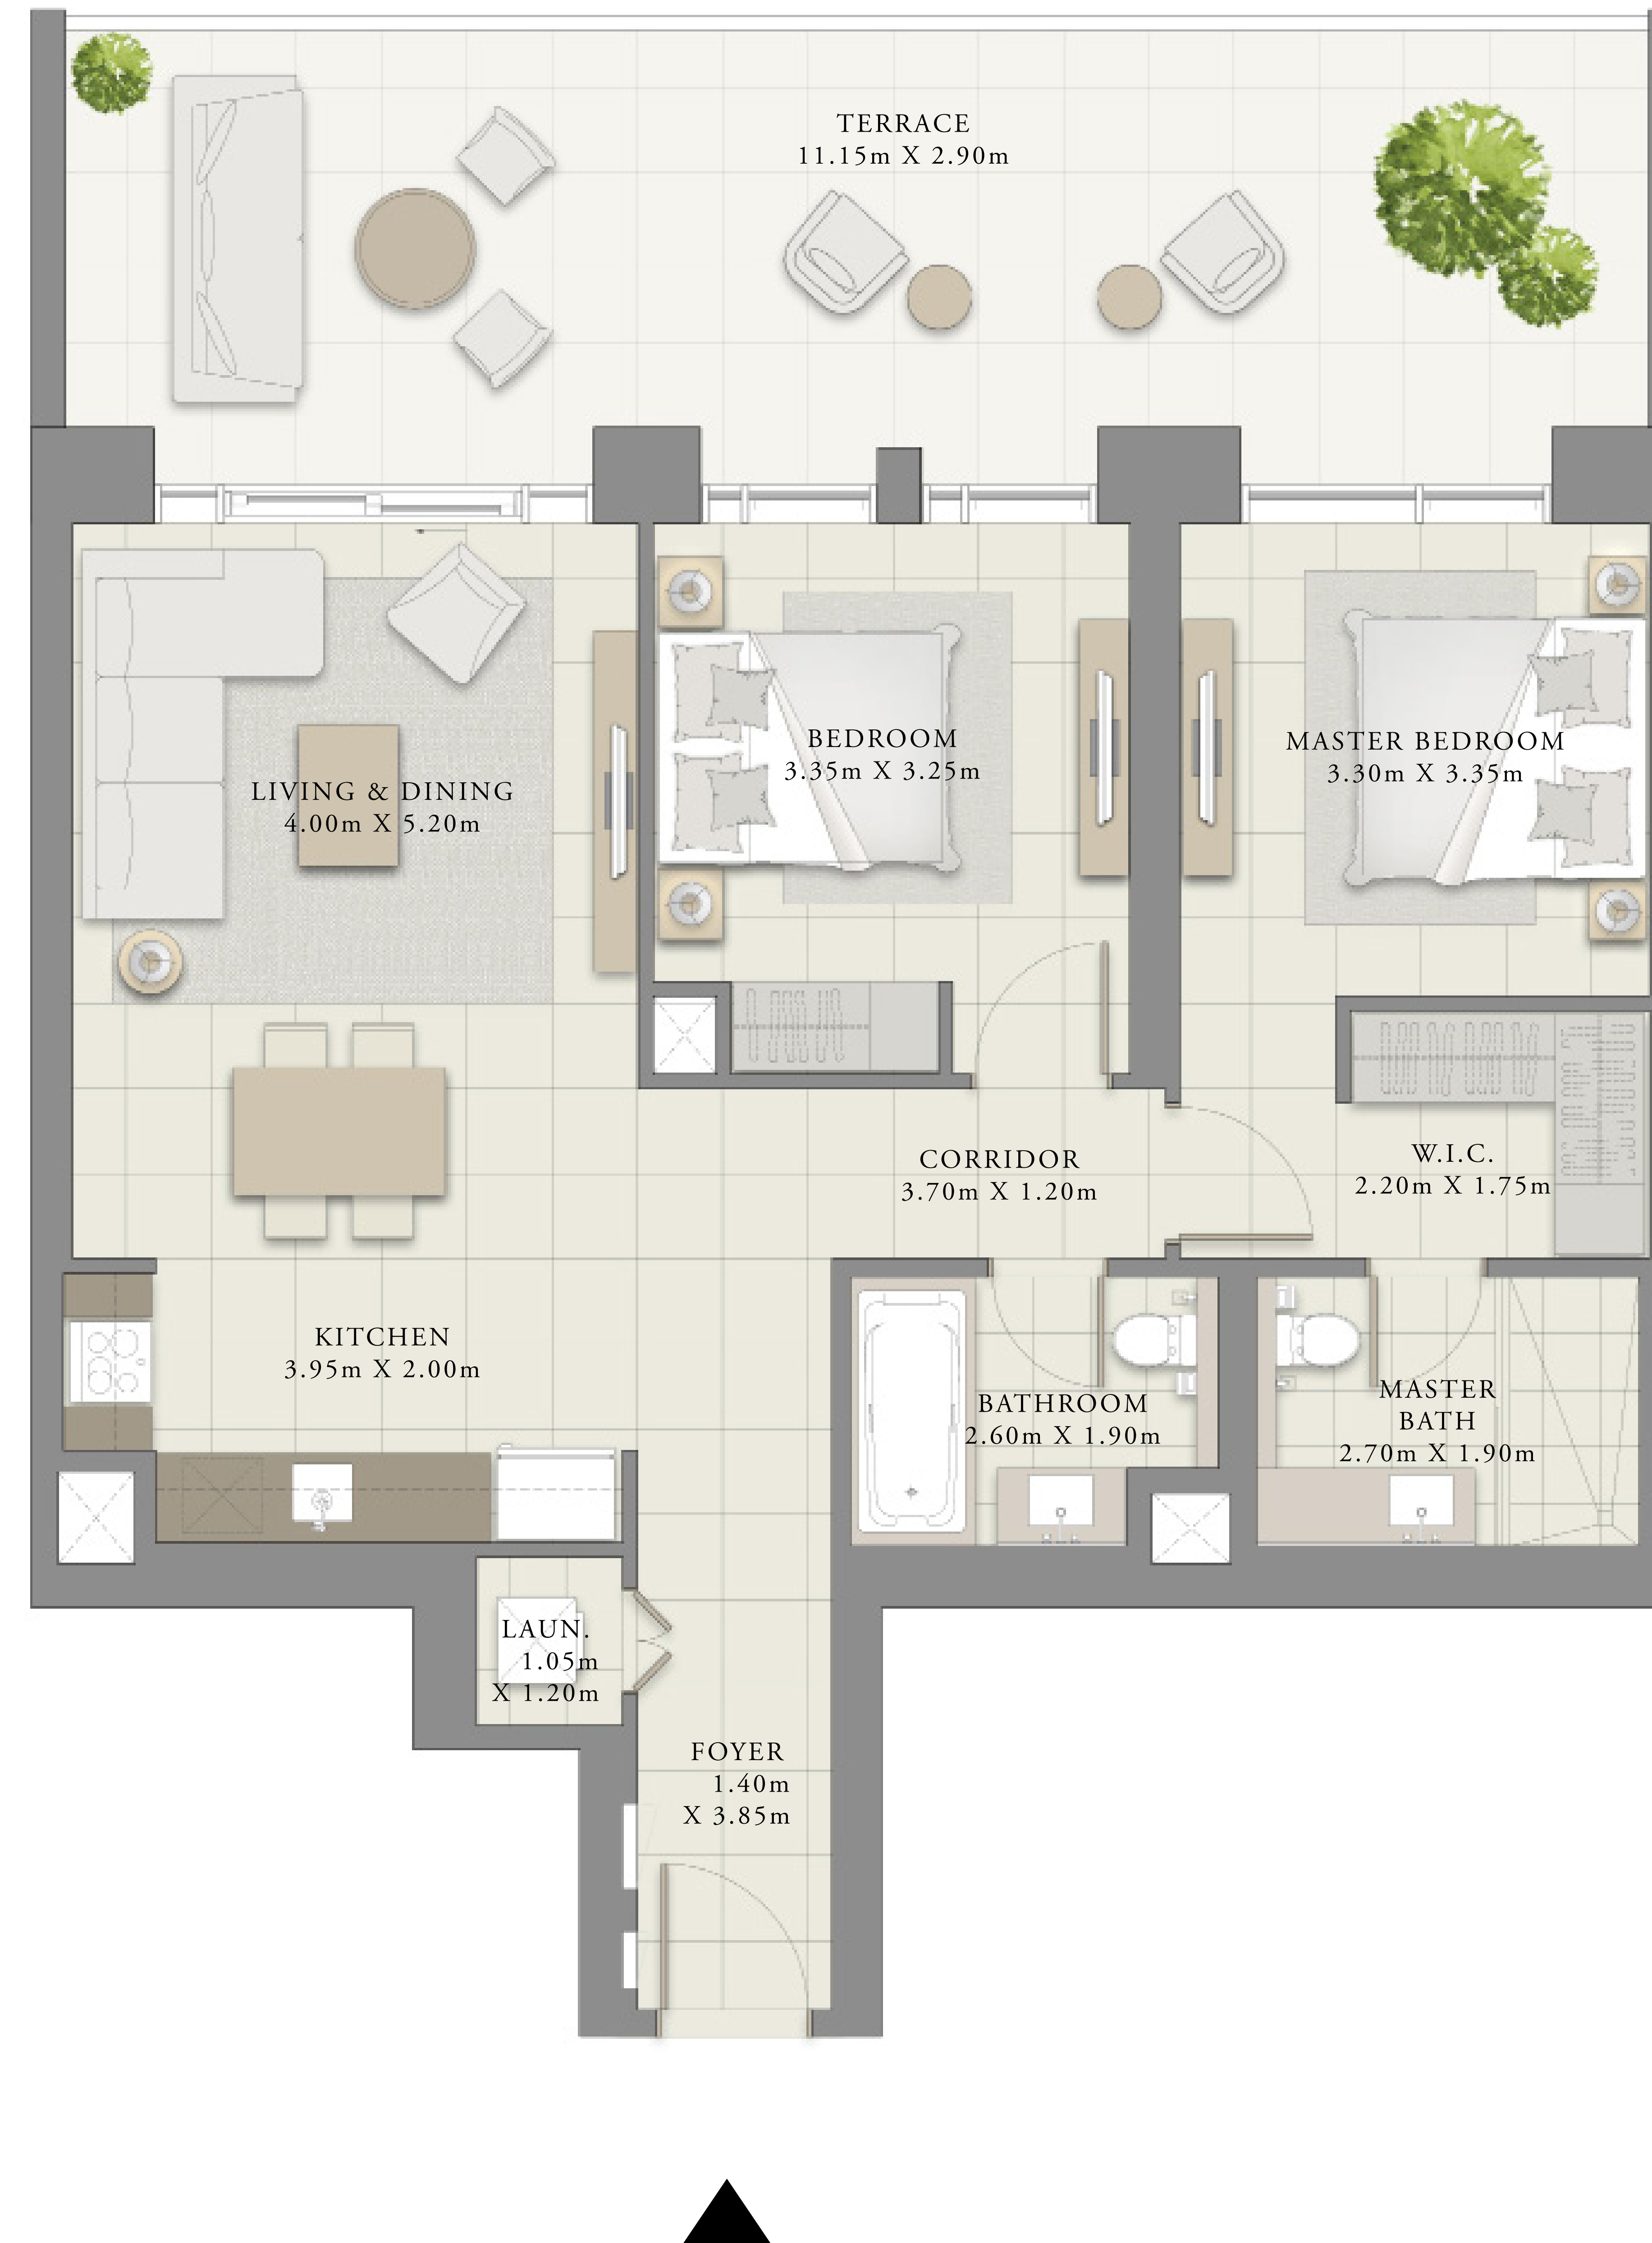 TERRACE
11.15m X 2.90m
BEDROOM
3.35m X 3.25m
MASTER BEDROOM
3.30m X 3.35m
LIVING & DINING
4.00m X 5.20m
CORRIDOR
3.70m X 1.20m
W.I.C.
2.20m X 1.75m
KITCHEN
3.95m X 2.00m
BATHROOM
2.60m X 1.90m
MASTER
BATH
2.70m X 1.90m
LAUN.
1.05m
X 1.20m
FOYER
1.40m
X 3.85m